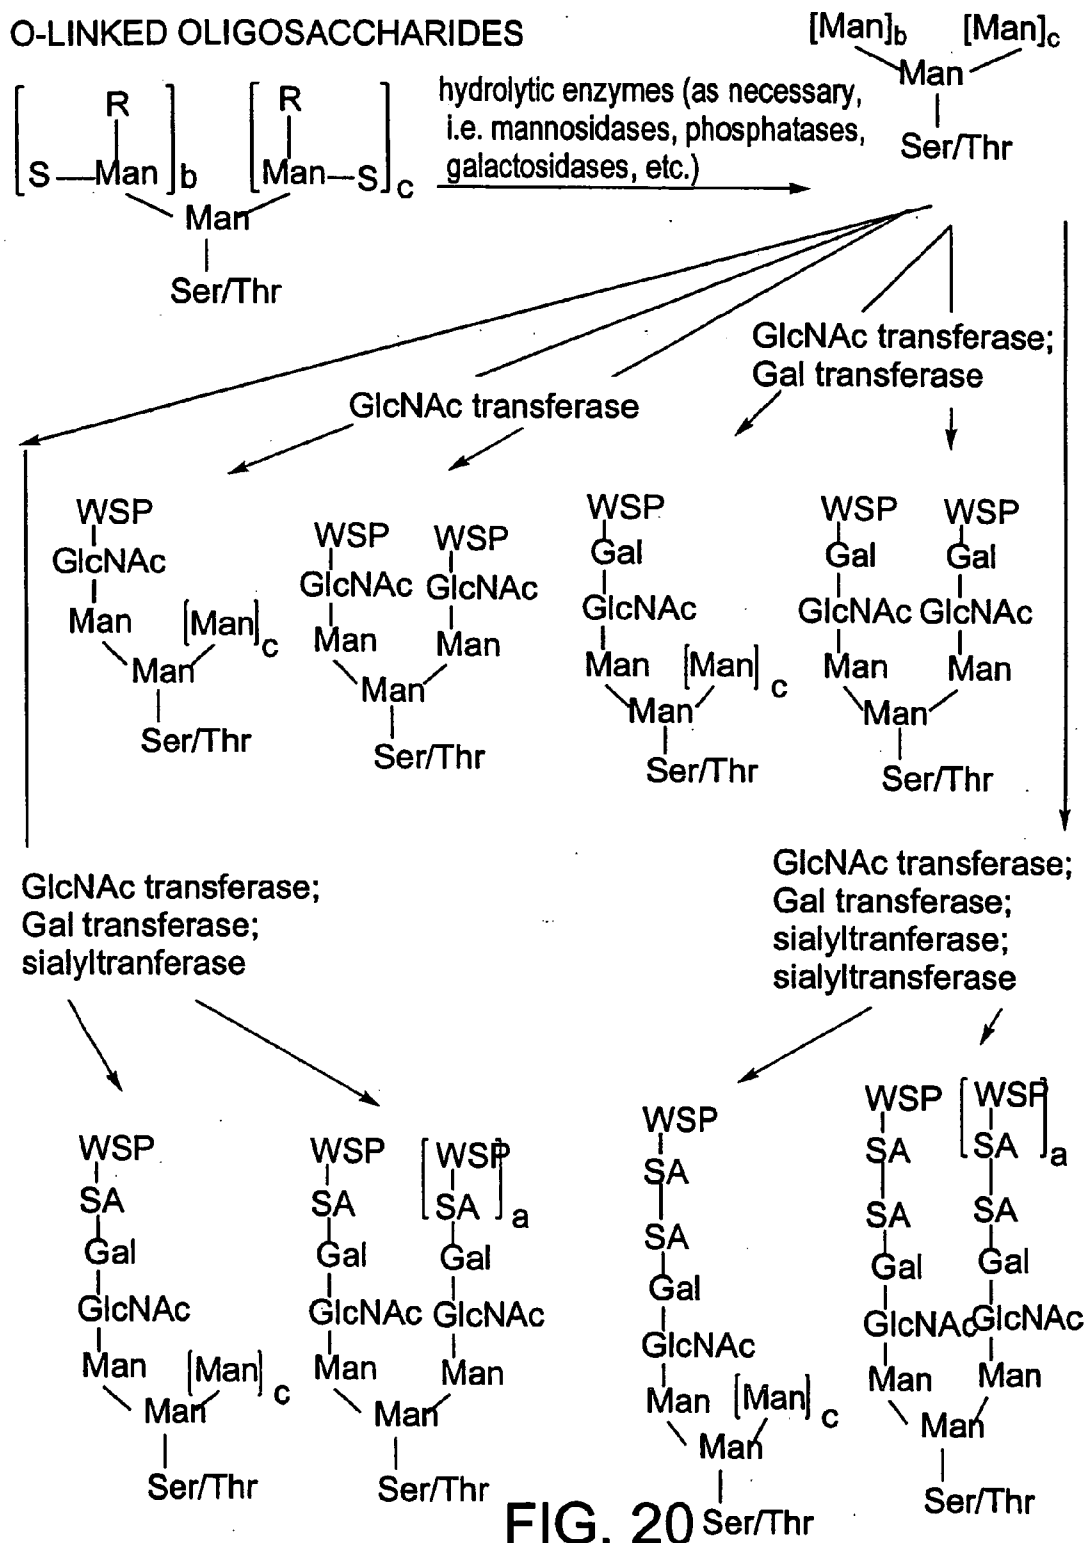 O-LINKED OLIGOSACCHARIDES
[Man]b [Man]c
Man
Ser/Thr
R R
[S—Man]b [Man—S]c
Man
Ser/Thr
hydrolytic enzymes (as necessary,
i.e. mannosidases, phosphatases,
galactosidases, etc.)
GlcNAc transferase;
Gal transferase
GlcNAc transferase
WSP
GlcNAc
Man [Man]c
Man
Ser/Thr
WSP WSP
GlcNAc GlcNAc
Man Man
Man
Ser/Thr
WSP
Gal
GlcNAc
Man [Man]c
Man
Ser/Thr
WSP WSP
Gal Gal
GlcNAc GlcNAc
Man Man
Man
Ser/Thr
GlcNAc transferase;
Gal transferase;
sialyltranferase
GlcNAc transferase;
Gal transferase;
sialyltranferase;
sialyltransferase
WSP
SA
Gal
GlcNAc
Man [Man]c
Man
Ser/Thr
WSP [WSP
SA SA]a
Gal Gal
GlcNAc GlcNAc
Man Man
Man
Ser/Thr
WSP
SA
SA
Gal
GlcNAc
Man [Man]c
Man
Ser/Thr
WSP [WSP
SA SA]a
SA SA
Gal Gal
GlcNAc GlcNAc
Man Man
Man
Ser/Thr
FIG. 20